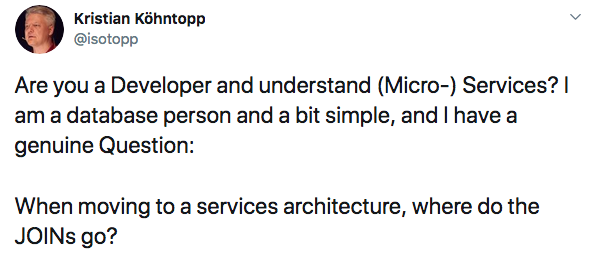 Kristian Köhntopp
@isotopp
Are you a Developer and understand (Micro-) Services? I
am a database person and a bit simple, and I have a
genuine Question:
When moving to a services architecture, where do the
JOINs go?